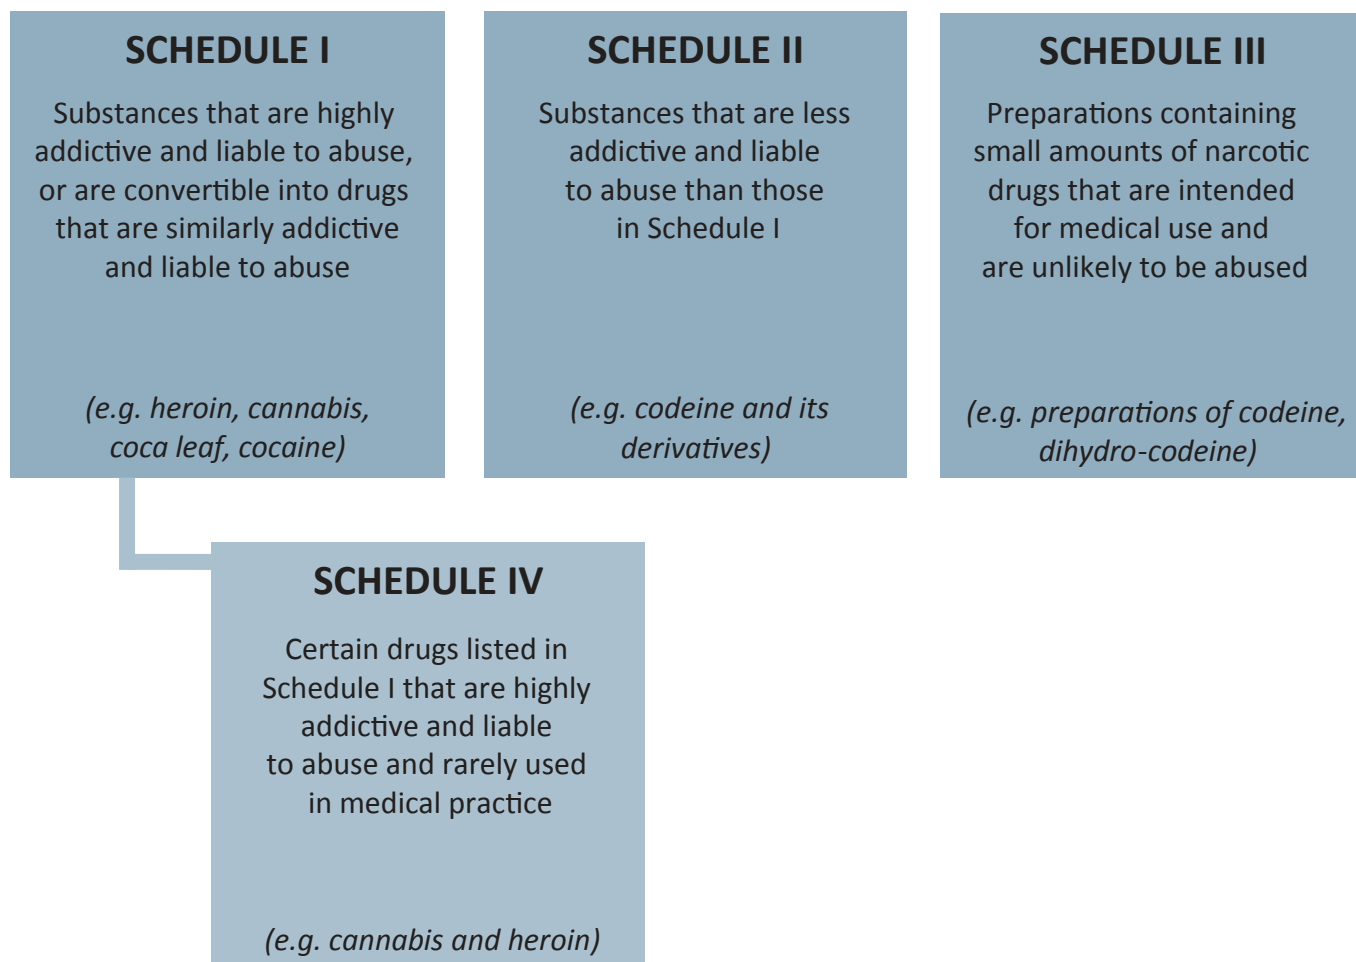 SCHEDULE I
Substances that are highly
addictive and liable to abuse,
or are convertible into drugs
that are similarly addictive
and liable to abuse
(e.g. heroin, cannabis,
coca leaf, cocaine)
SCHEDULE II
Substances that are less
addictive and liable
to abuse than those
in Schedule I
(e.g. codeine and its
derivatives)
SCHEDULE III
Preparations containing
small amounts of narcotic
drugs that are intended
for medical use and
are unlikely to be abused
(e.g. preparations of codeine,
dihydro-codeine)
SCHEDULE IV
Certain drugs listed in
Schedule I that are highly
addictive and liable
to abuse and rarely used
in medical practice
(e.g. cannabis and heroin)